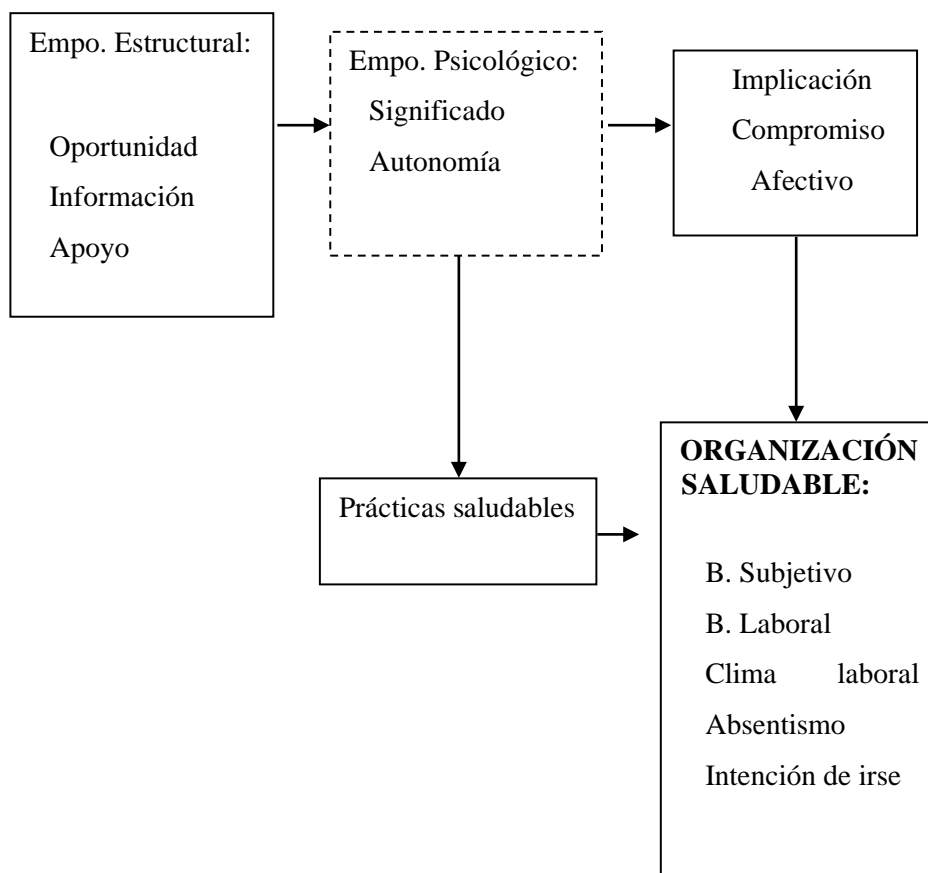 Empo. Estructural:
Oportunidad
Información
Apoyo
Empo. Psicológico:
Significado
Autonomía
Implicación
Compromiso
Afectivo
Prácticas saludables
ORGANIZACIÓN
SALUDABLE:
B. Subjetivo
B. Laboral
Clima laboral
Absentismo
Intención de irse